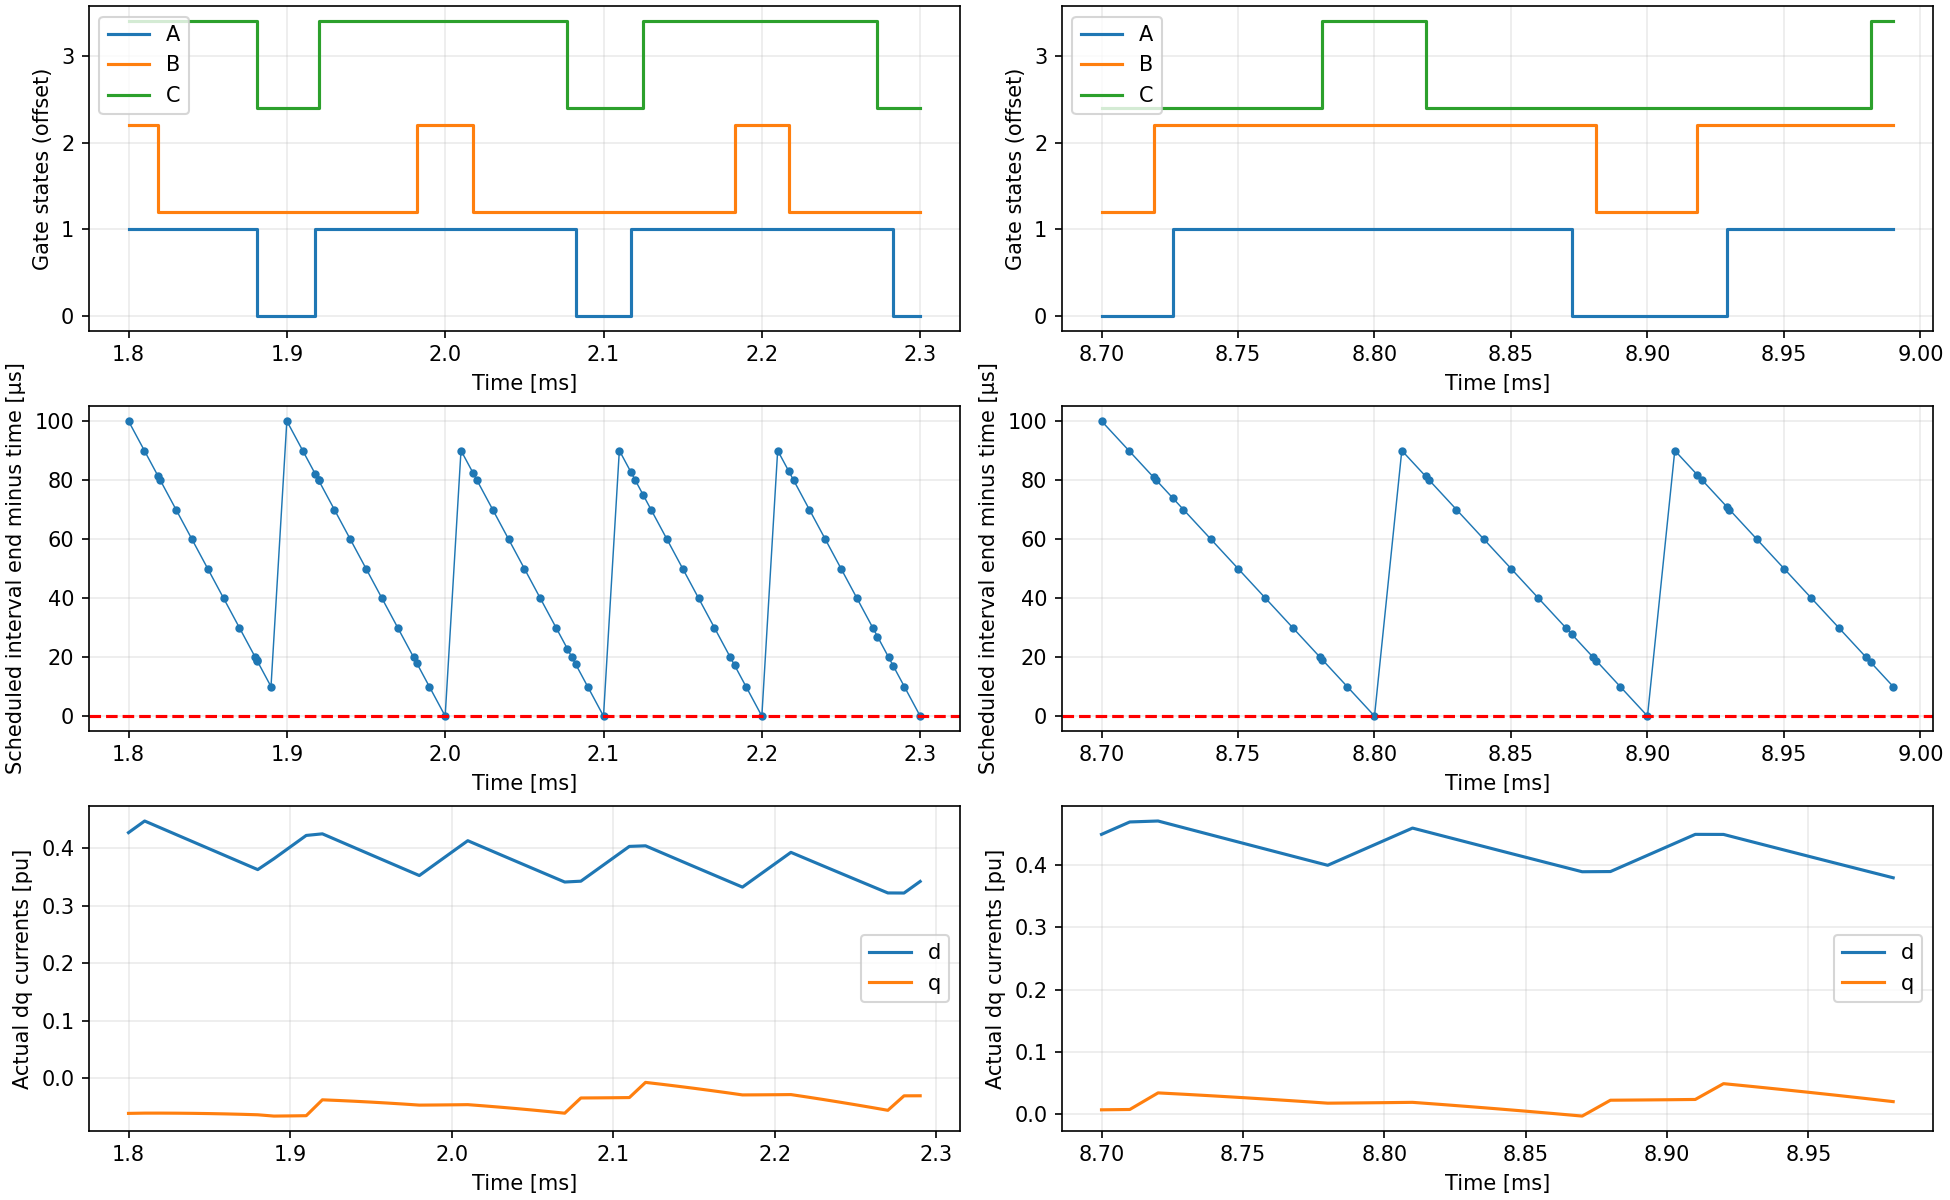 Gate states (offset)
3
2
1
0
A
B
C
1.8 1.9 2.0 2.1 2.2 2.3
Time [ms]
Gate states (offset)
3
2
1
0
A
B
C
8.70 8.75 8.80 8.85 8.90 8.95 9.00
Time [ms]
Scheduled interval end minus time [µs]
100
80
60
40
20
0
1.8 1.9 2.0 2.1 2.2 2.3
Time [ms]
Scheduled interval end minus time [µs]
100
80
60
40
20
0
8.70 8.75 8.80 8.85 8.90 8.95 9.00
Time [ms]
Actual dq currents [pu]
0.4
0.3
0.2
0.1
0.0
d
q
1.8 1.9 2.0 2.1 2.2 2.3
Time [ms]
Actual dq currents [pu]
0.4
0.3
0.2
0.1
0.0
d
q
8.70 8.75 8.80 8.85 8.90 8.95
Time [ms]